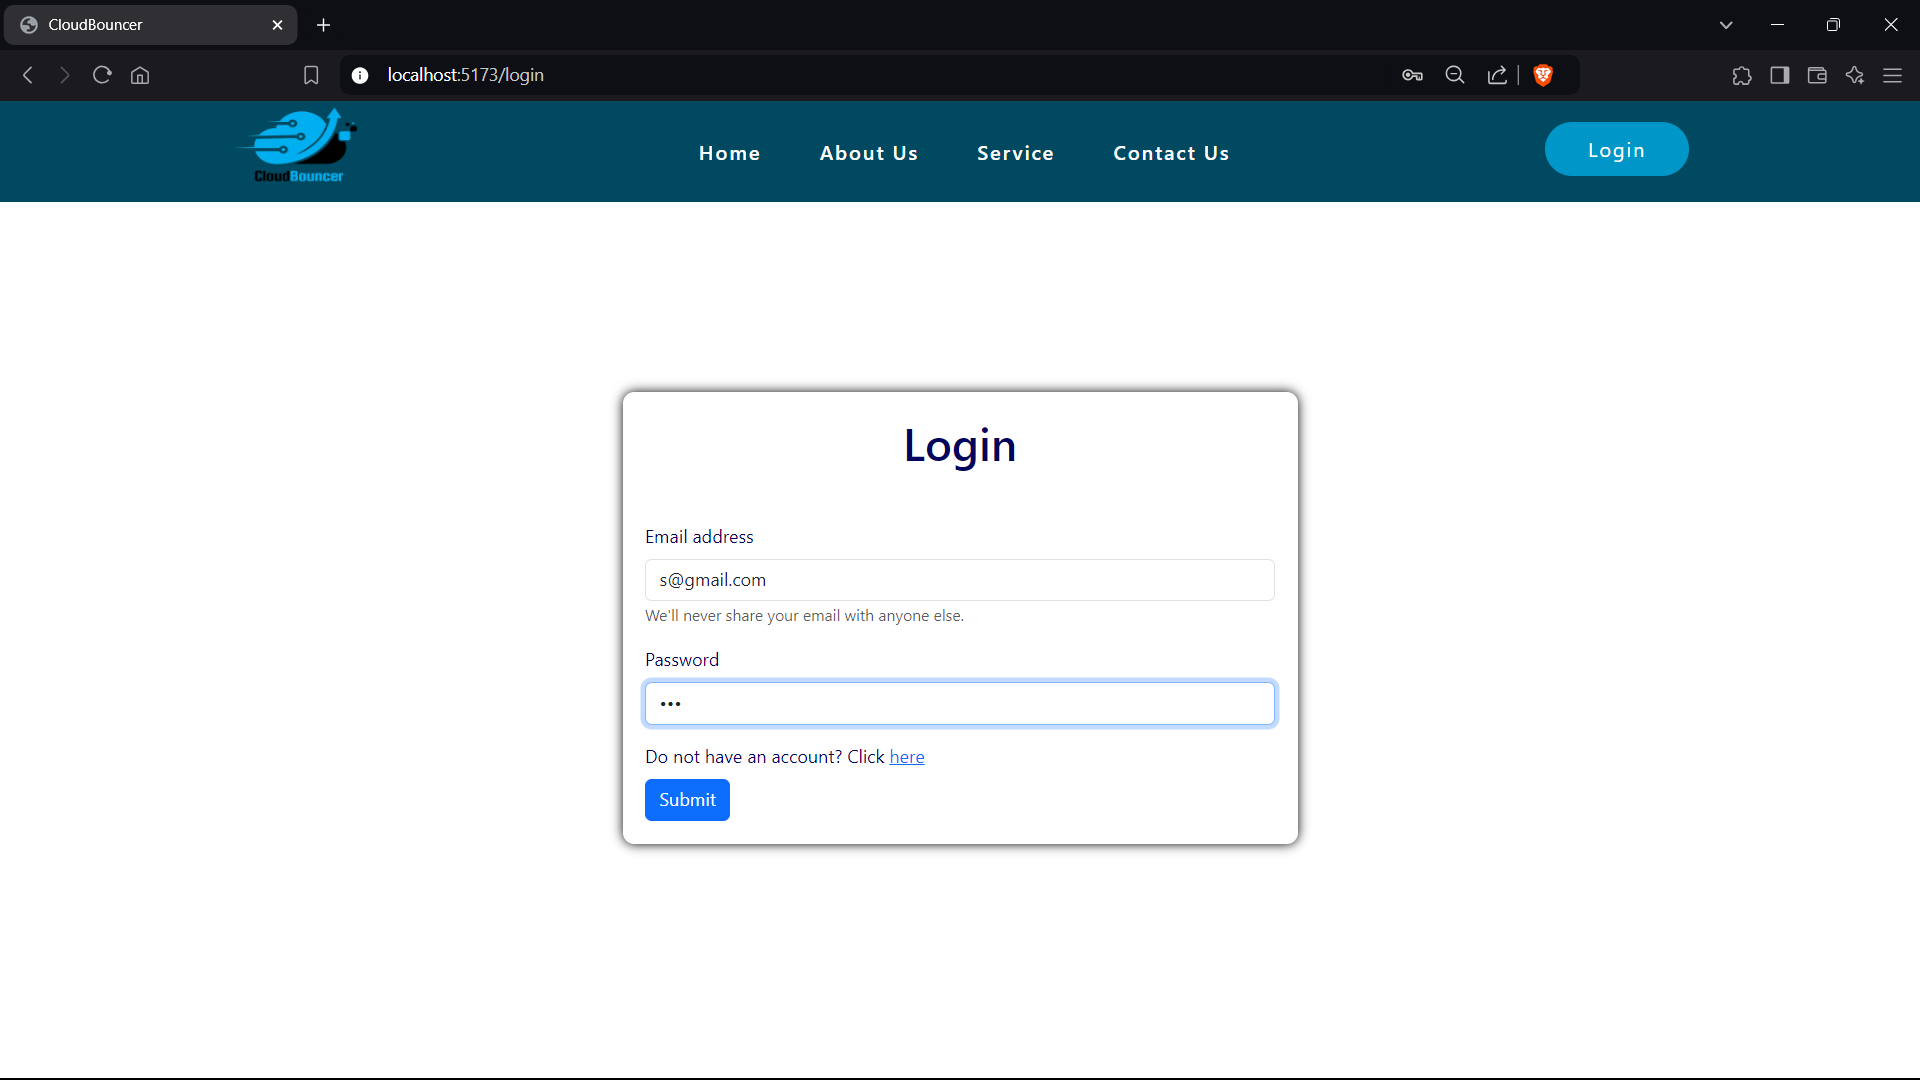 CloudBouncer
localhost:5173/login
CloudBouncer
Home About Us Service Contact Us
Login
Login
Email address
s@gmail.com
We'll never share your email with anyone else.
Password
•••
Do not have an account? Click here
Submit